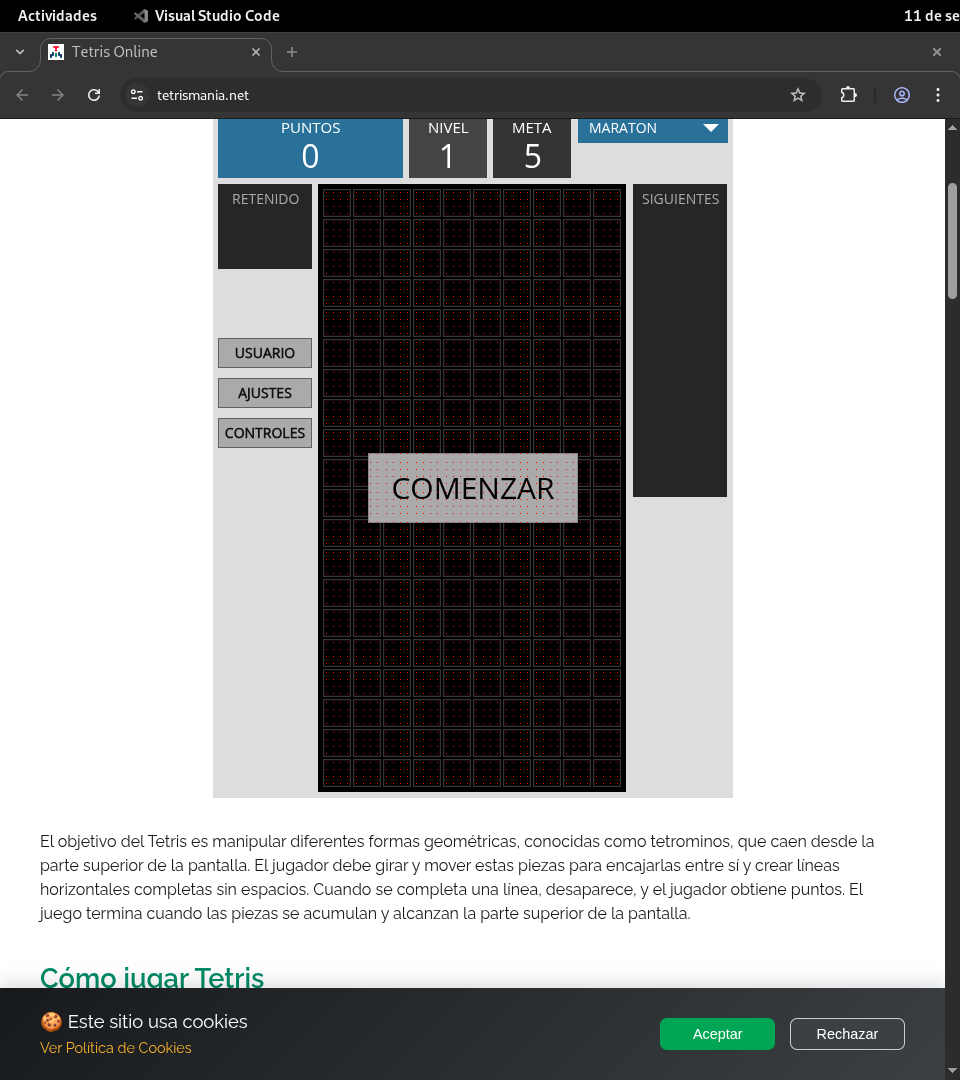 Actividades
Visual Studio Code
11 de se
Tetris Online
tetrismania.net
PUNTOS
0
NIVEL
1
META
5
MARATON
RETENIDO
SIGUIENTES
USUARIO
AJUSTES
CONTROLES
COMENZAR
El objetivo del Tetris es manipular diferentes formas geométricas, conocidas como tetrominos, que caen desde la
parte superior de la pantalla. El jugador debe girar y mover estas piezas para encajarlas entre sí y crear líneas
horizontales completas sin espacios. Cuando se completa una línea, desaparece, y el jugador obtiene puntos. El
juego termina cuando las piezas se acumulan y alcanzan la parte superior de la pantalla.
Cómo jugar Tetris
🍪 Este sitio usa cookies
Ver Política de Cookies
Aceptar
Rechazar